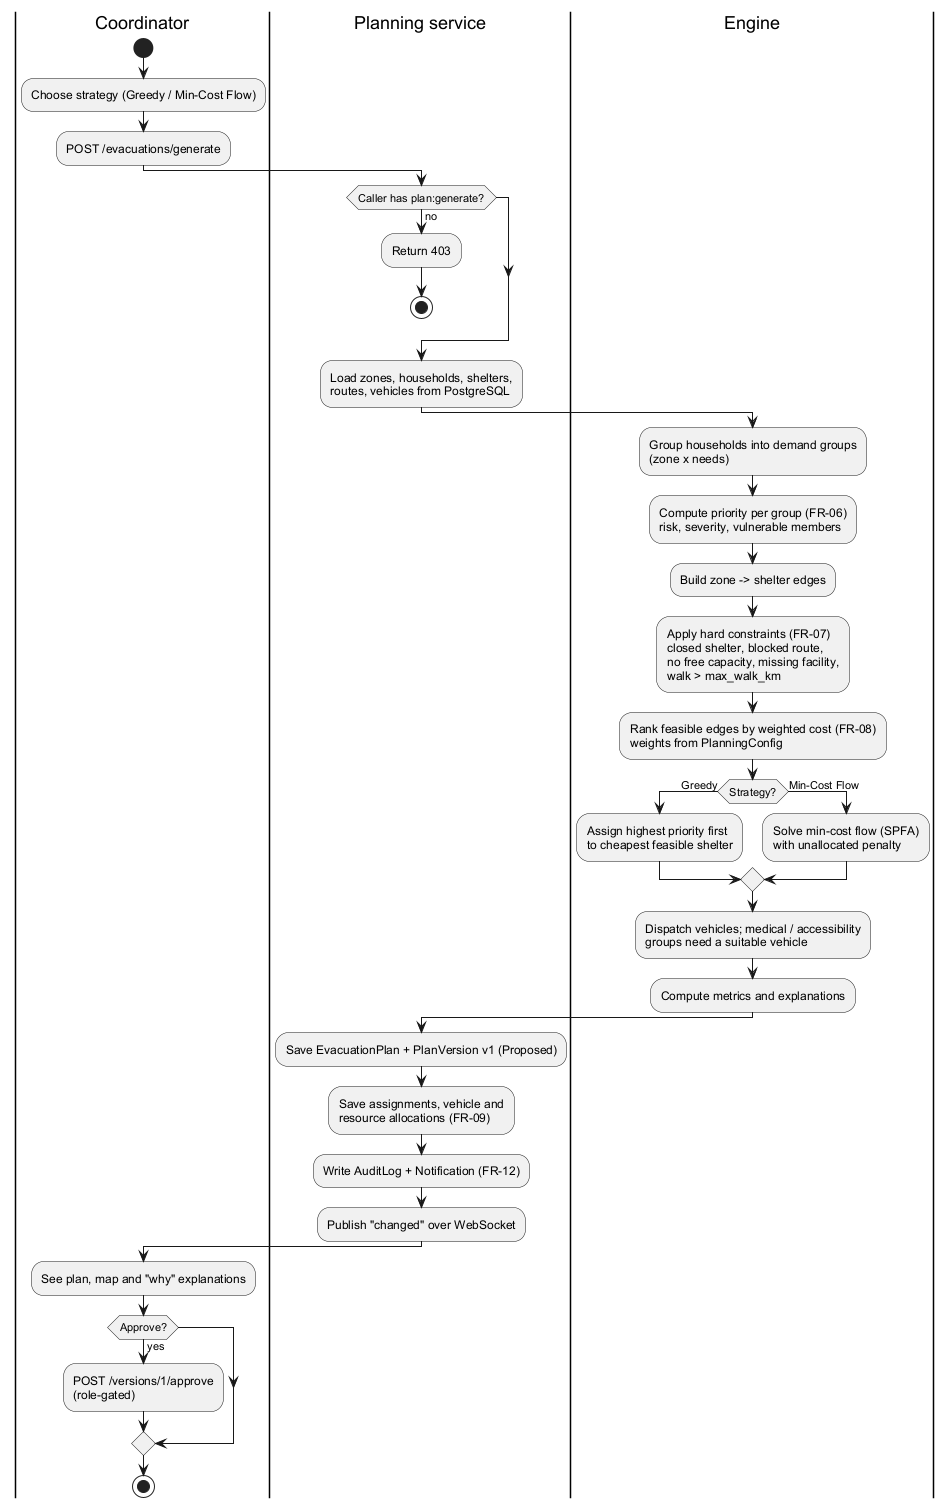 Coordinator
Planning service
Engine
Choose strategy (Greedy / Min-Cost Flow)
POST /evacuations/generate
Caller has plan:generate?
no
Return 403
Load zones, households, shelters,
routes, vehicles from PostgreSQL
Group households into demand groups
(zone x needs)
Compute priority per group (FR-06)
risk, severity, vulnerable members
Build zone -> shelter edges
Apply hard constraints (FR-07)
closed shelter, blocked route,
no free capacity, missing facility,
walk > max_walk_km
Rank feasible edges by weighted cost (FR-08)
weights from PlanningConfig
Greedy
Strategy?
Min-Cost Flow
Assign highest priority first
to cheapest feasible shelter
Solve min-cost flow (SPFA)
with unallocated penalty
Dispatch vehicles; medical / accessibility
groups need a suitable vehicle
Compute metrics and explanations
Save EvacuationPlan + PlanVersion v1 (Proposed)
Save assignments, vehicle and
resource allocations (FR-09)
Write AuditLog + Notification (FR-12)
Publish "changed" over WebSocket
See plan, map and "why" explanations
Approve?
yes
POST /versions/1/approve
(role-gated)